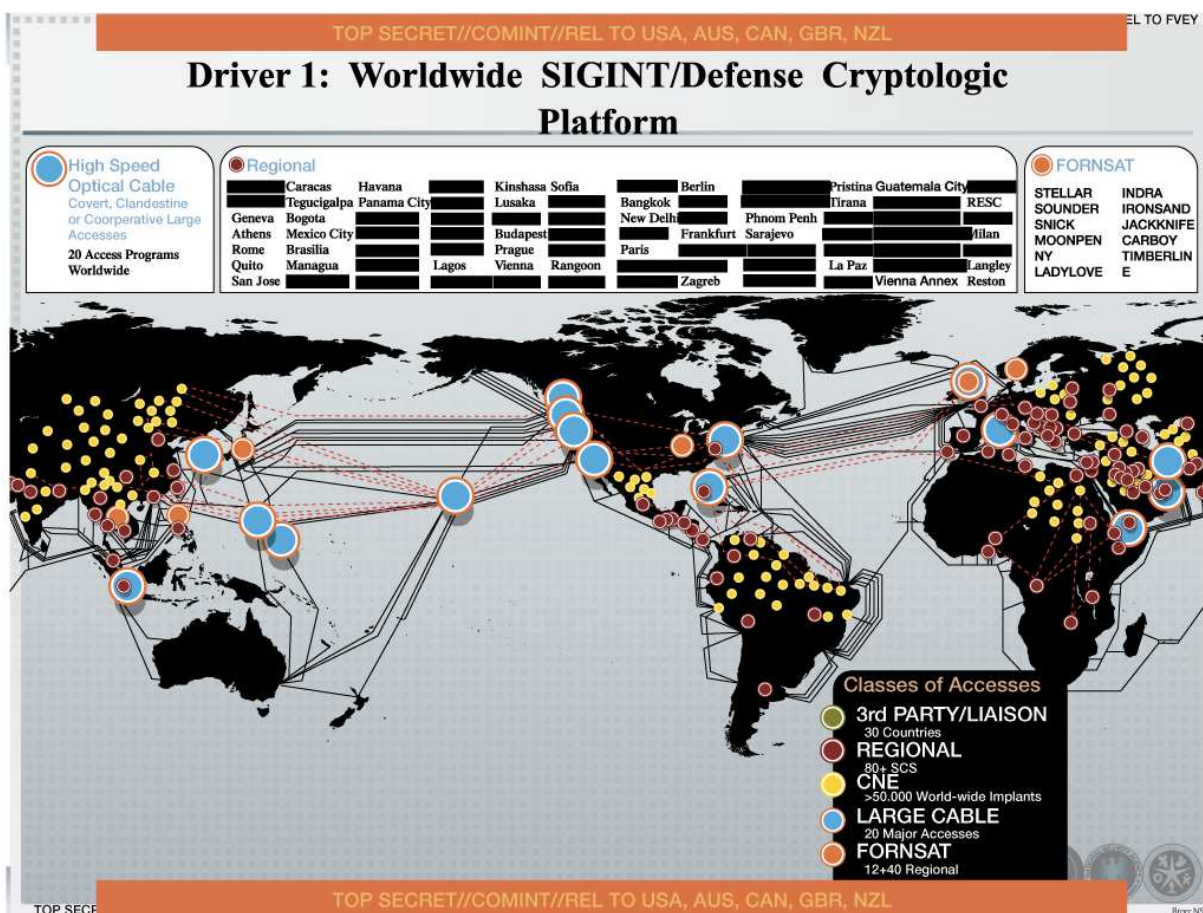 EL TO FVEY
TOP SECRET//COMINT//REL TO USA, AUS, CAN, GBR, NZL
Driver 1: Worldwide SIGINT/Defense Cryptologic
Platform
High Speed
Optical Cable
Covert, Clandestine
or Coorperative Large
Accesses
20 Access Programs
Worldwide
Regional
Caracas Havana Kinshasa Sofia Berlin Pristina Guatemala City
Tegucigalpa Panama City Lusaka Bangkok Tirana RESC
Geneva Bogota New Delhi Phnom Penh
Athens Mexico City Budapest Frankfurt Sarajevo Milan
Rome Brasilia Prague Paris
Quito Managua Lagos Vienna Rangoon La Paz Langley
San Jose Zagreb Vienna Annex Reston
FORNSAT
STELLAR INDRA
SOUNDER IRONSAND
SNICK JACKKNIFE
MOONPEN CARBOY
NY TIMBERLIN
LADYLOVE E
Classes of Accesses
3rd PARTY/LIAISON
30 Countries
REGIONAL
80+ SCS
CNE
>50.000 World-wide Implants
LARGE CABLE
20 Major Accesses
FORNSAT
12+40 Regional
TOP SECRET//COMINT//REL TO USA, AUS, CAN, GBR, NZL
TOP SECR